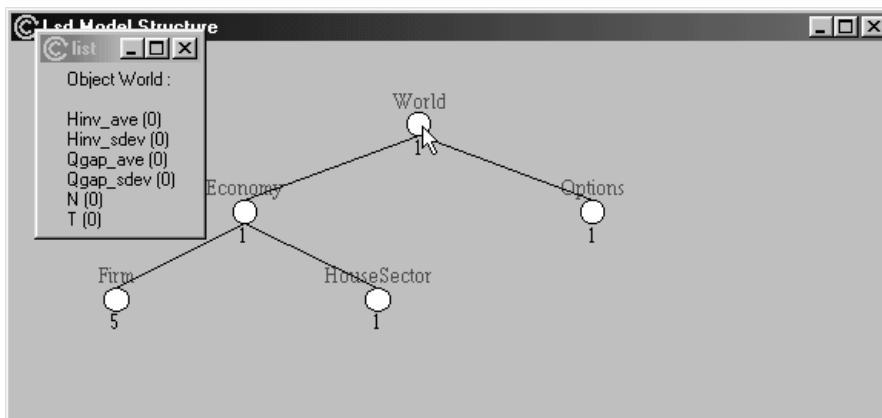 Lsd Model Structure
list
Object World :
Hinv_ave (0)
Hinv_sdev (0)
Qgap_ave (0)
Qgap_sdev (0)
N (0)
T (0)
World
1
Economy
1
Options
1
Firm
5
HouseSector
1